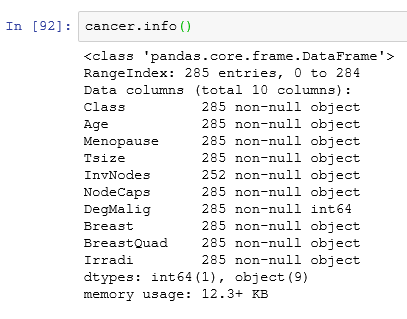 In [92]: cancer.info()
<class 'pandas.core.frame.DataFrame'>
RangeIndex: 285 entries, 0 to 284
Data columns (total 10 columns):
Class 285 non-null object
Age 285 non-null object
Menopause 285 non-null object
Tsize 285 non-null object
InvNodes 252 non-null object
NodeCaps 285 non-null object
DegMalig 285 non-null int64
Breast 285 non-null object
BreastQuad 285 non-null object
Irradi 285 non-null object
dtypes: int64(1), object(9)
memory usage: 12.3+ KB